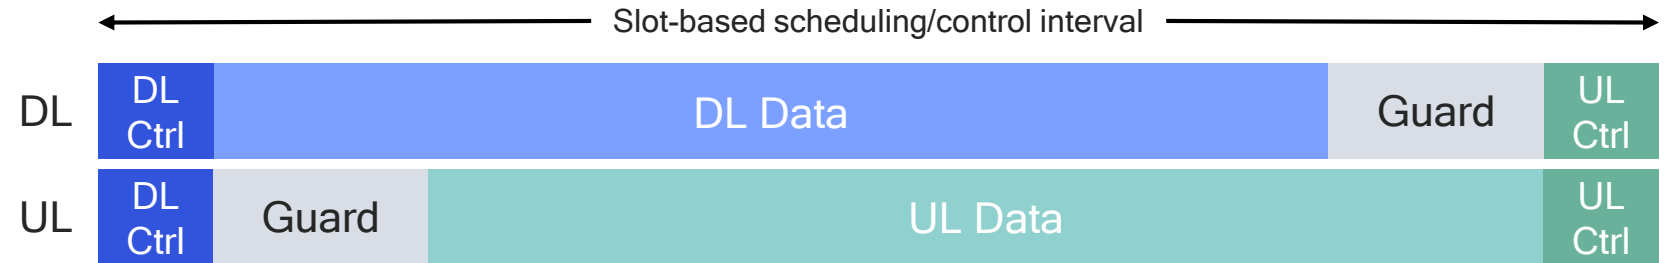 Slot-based scheduling/control interval
DL
DL
Ctrl
DL Data
Guard
UL
Ctrl
UL
DL
Ctrl
Guard
UL Data
UL
Ctrl